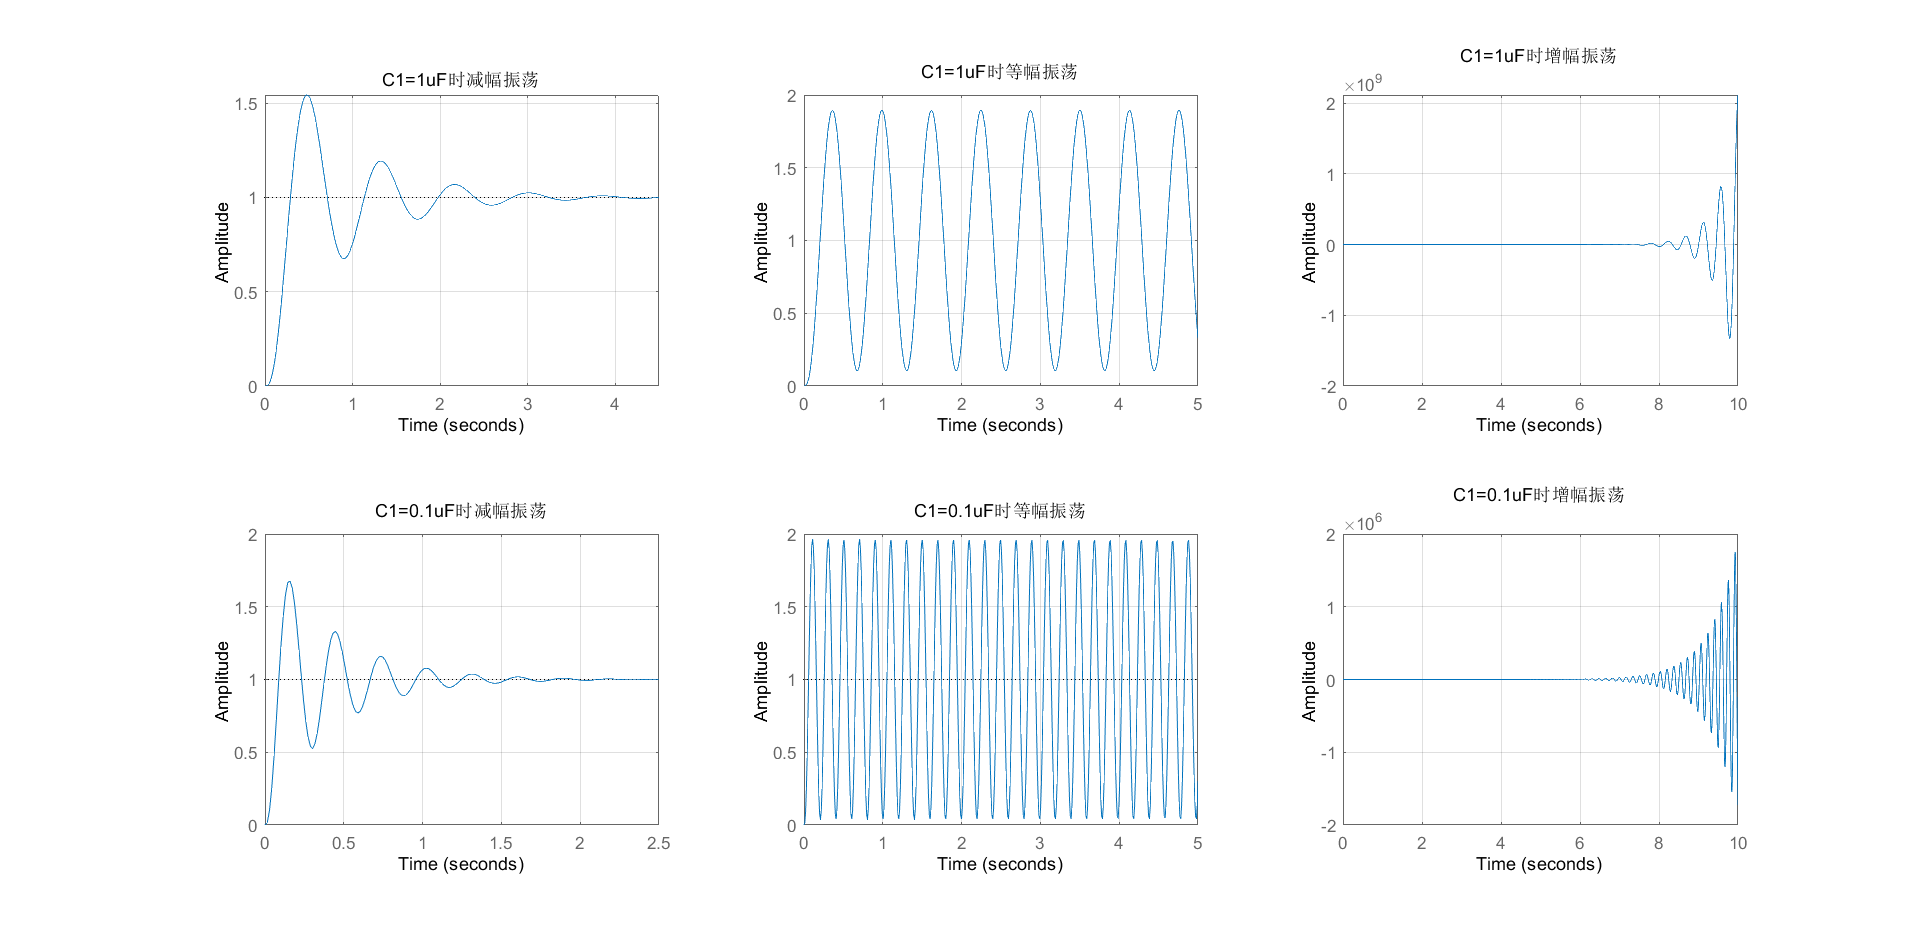 C1=1uF时减幅振荡
1.5
1
0.5
0
Amplitude
0 1 2 3 4
Time (seconds)
C1=1uF时等幅振荡
2
1.5
1
0.5
0
Amplitude
0 1 2 3 4 5
Time (seconds)
C1=1uF时增幅振荡
×10⁹
2
1
0
-1
-2
Amplitude
0 2 4 6 8 10
Time (seconds)
C1=0.1uF时减幅振荡
2
1.5
1
0.5
0
Amplitude
0 0.5 1 1.5 2 2.5
Time (seconds)
C1=0.1uF时等幅振荡
2
1.5
1
0.5
0
Amplitude
0 1 2 3 4 5
Time (seconds)
C1=0.1uF时增幅振荡
×10⁶
2
1
0
-1
-2
Amplitude
0 2 4 6 8 10
Time (seconds)